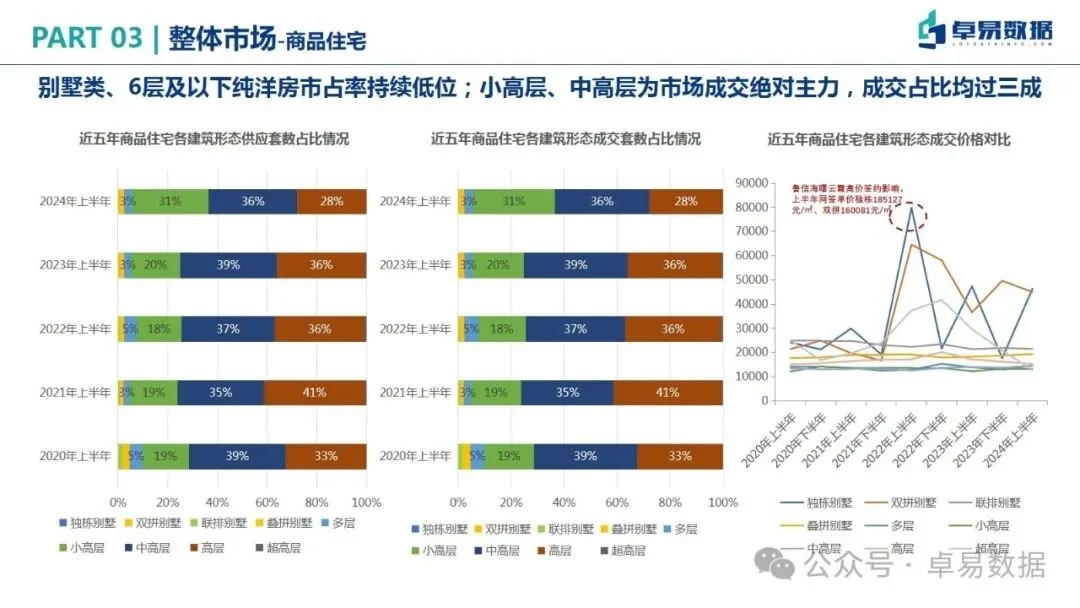 PART 03 | 整体市场-商品住宅
卓易数据
JOYDATAINFO.COM
别墅类、6层及以下纯洋房市占率持续低位；小高层、中高层为市场成交绝对主力，成交占比均过三成
近五年商品住宅各建筑形态供应套数占比情况
2024年上半年 3% 31% 36% 28%
2023年上半年 3% 20% 39% 36%
2022年上半年 5% 18% 37% 36%
2021年上半年 3% 19% 35% 41%
2020年上半年 5% 19% 39% 33%
0% 20% 40% 60% 80% 100%
独栋别墅 双拼别墅 联排别墅 叠拼别墅 多层
小高层 中高层 高层 超高层
近五年商品住宅各建筑形态成交套数占比情况
2024年上半年 3% 31% 36% 28%
2023年上半年 3% 20% 39% 36%
2022年上半年 5% 18% 37% 36%
2021年上半年 3% 19% 35% 41%
2020年上半年 5% 19% 39% 33%
0% 20% 40% 60% 80% 100%
独栋别墅 双拼别墅 联排别墅 叠拼别墅 多层
小高层 中高层 高层 超高层
近五年商品住宅各建筑形态成交价格对比
鲁信海曙云霞高价签约影响，
上半年网签单价独栋185127
元/㎡、双拼160081元/㎡
90000
80000
70000
60000
50000
40000
30000
20000
10000
0
2020年上半年 2020年下半年 2021年上半年 2021年下半年 2022年上半年 2022年下半年 2023年上半年 2023年下半年 2024年上半年
独栋别墅 双拼别墅 联排别墅
叠拼别墅 多层 小高层
中高层 高层 超高层
公众号 · 卓易数据